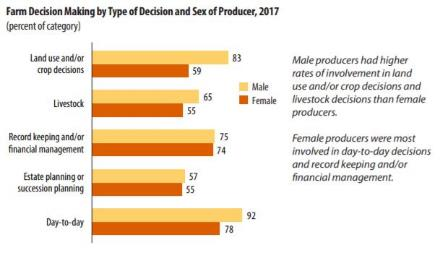 Farm Decision Making by Type of Decision and Sex of Producer, 2017
(percent of category)
Land use and/or
crop decisions
83
59
Livestock
65
55
Record keeping and/or
financial management
75
74
Estate planning or
succession planning
57
55
Day-to-day
92
78
Male
Female
Male producers had higher
rates of involvement in land
use and/or crop decisions and
livestock decisions than female
producers.
Female producers were most
involved in day-to-day decisions
and record keeping and/or
financial management.